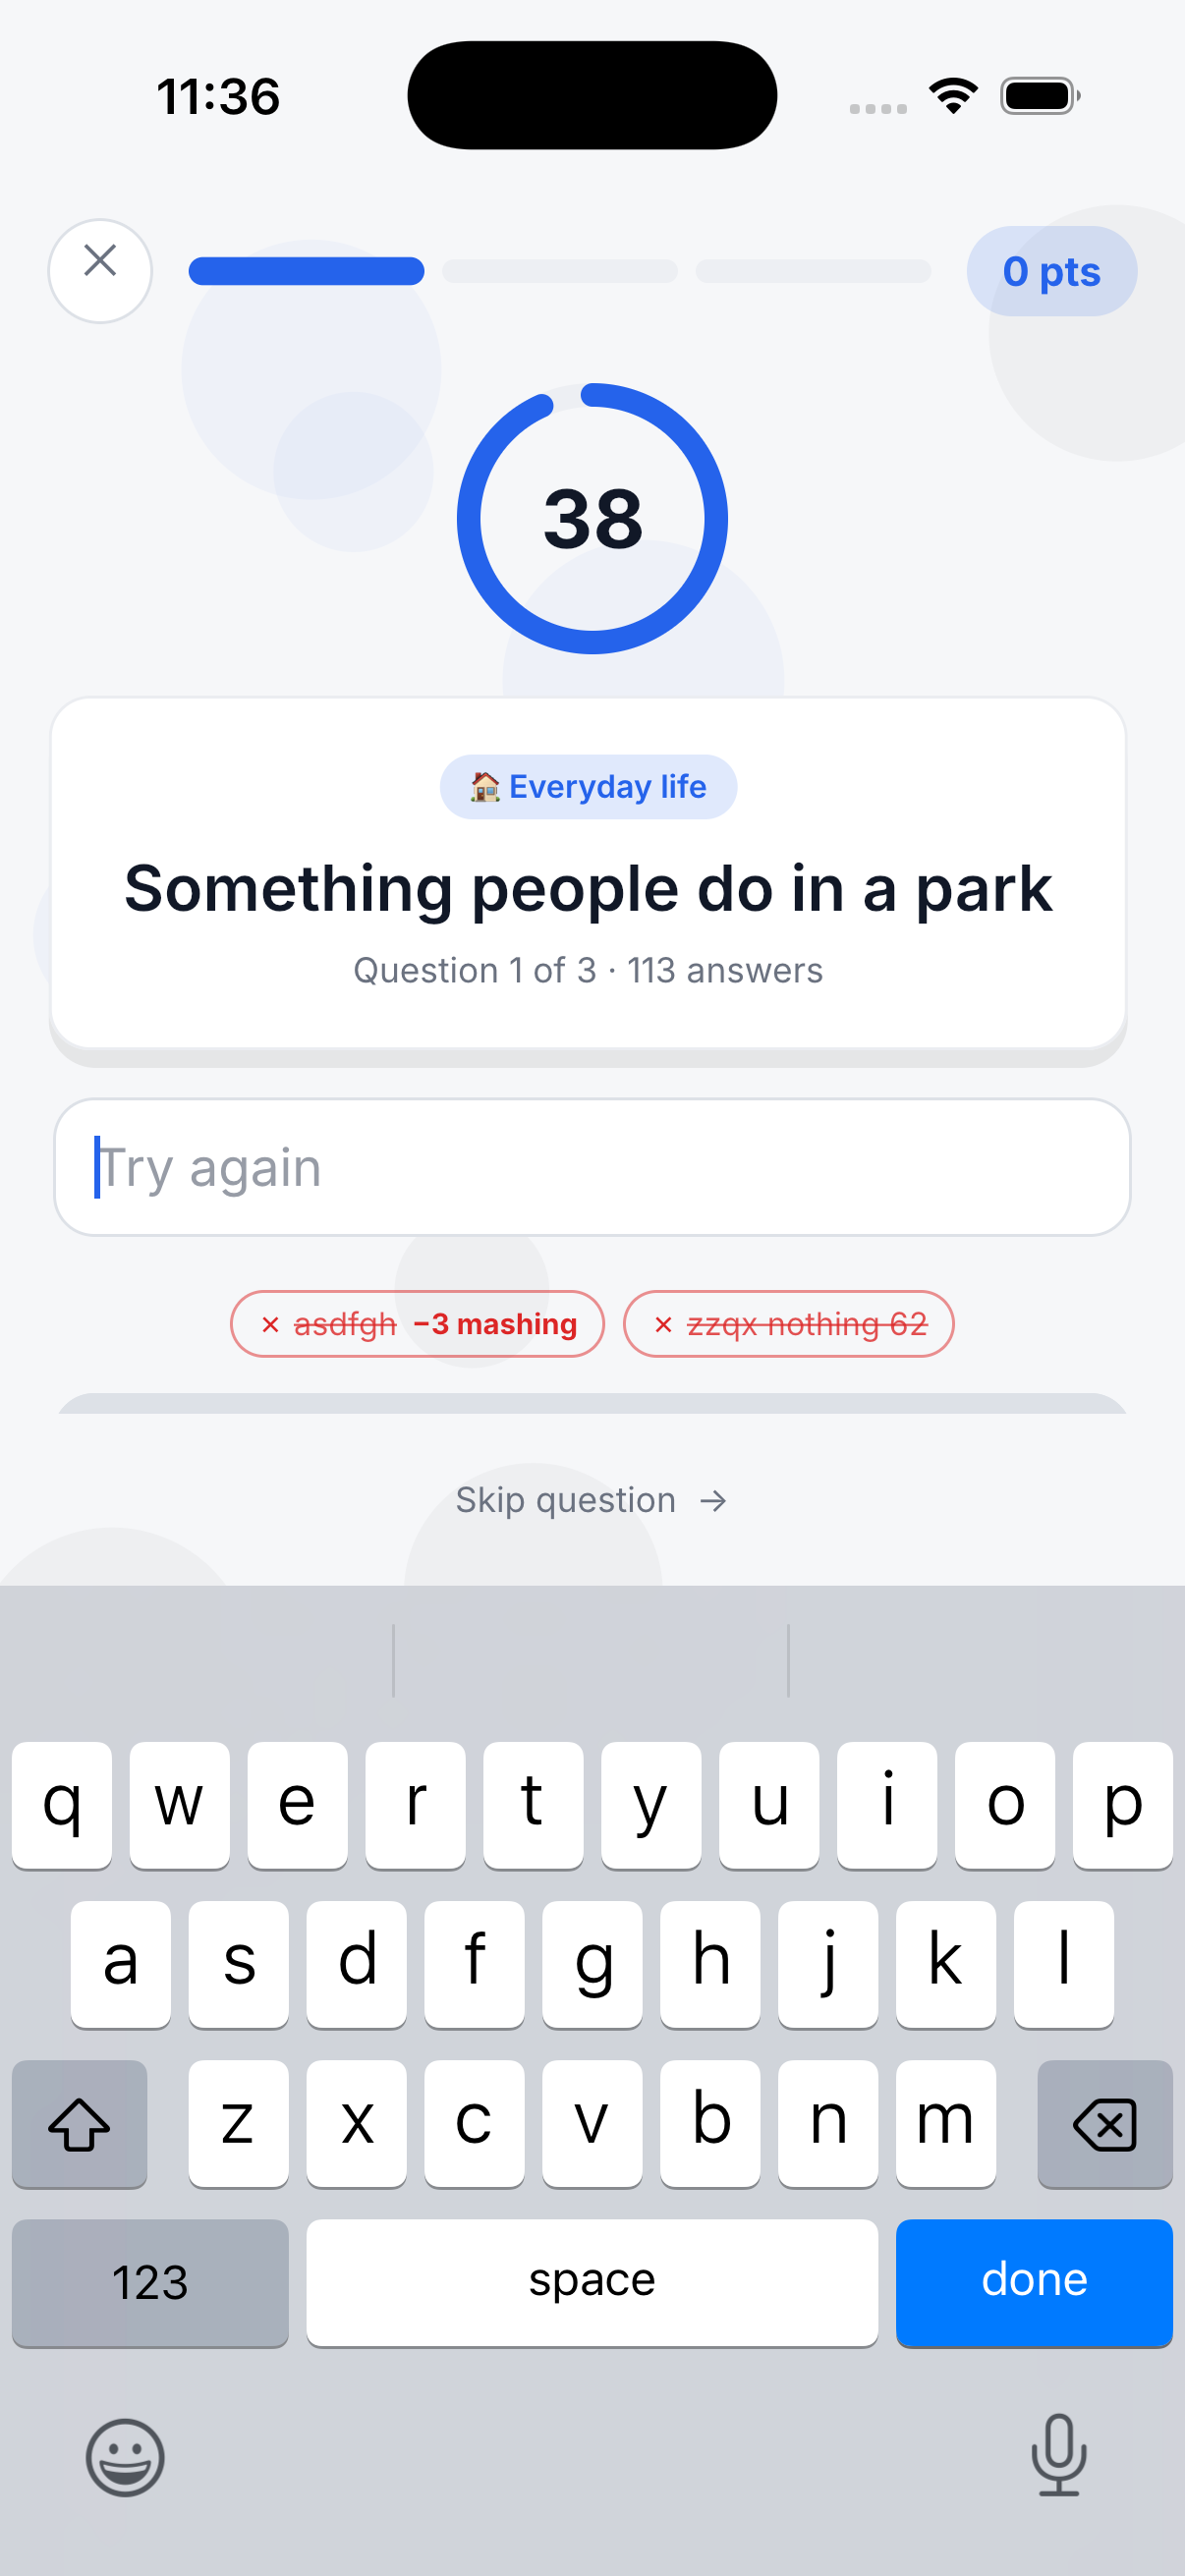 11:36
0 pts
38
🏠 Everyday life
Something people do in a park
Question 1 of 3 · 113 answers
Try again
× asdfgh −3 mashing × zzqx nothing 62
Skip question →
q w e r t y u i o p
a s d f g h j k l
z x c v b n m
123 space done